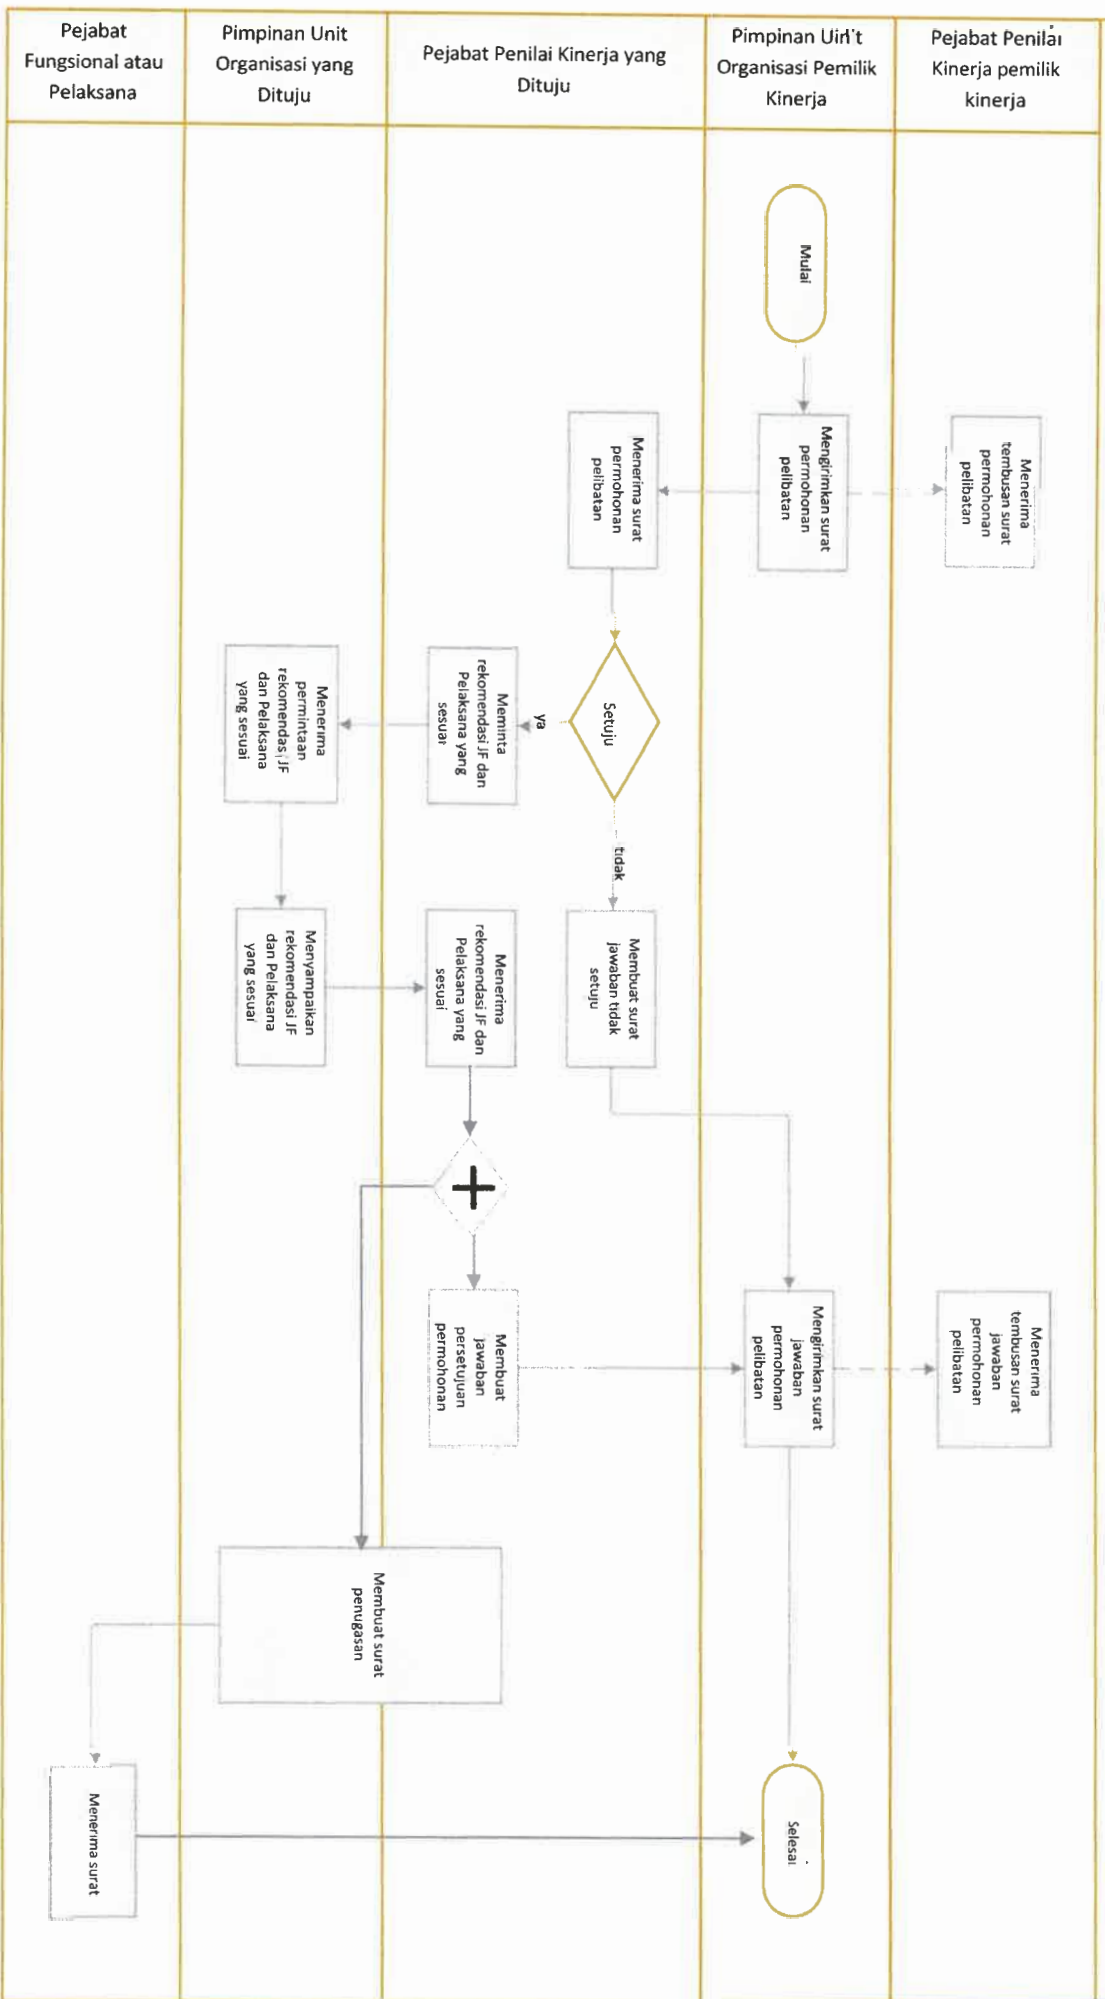 Pejabat
Fungsional atau
Pelaksana
Pimpinan Unit
Organisasi yang
Dituju
Pejabat Penilai Kinerja yang
Dituju
Pimpinan Uirl't
Organisasi Pemilik
Kinerja
Pejabat Penilai
Kinerja pemilik
kinerja
Mulai
Mengirimkan surat
permohonan
pelibatan
Menerima
tembusan surat
permohonan
pelibatan
Menerima surat
permohonan
pelibatan
Setuju
ya
tidak
Meminta
rekomendasi JF dan
Pelaksana yang
sesuai
Menerima
permintaan
rekomendasi JF
dan Pelaksana
yang sesuai
Menyampaikan
rekomendasi JF
dan Pelaksana
yang sesuai
Menerima
rekomendasi JF dan
Pelaksana yang
sesuai
Membuat surat
jawaban tidak
setuju
Membuat
jawaban
persetujuan
permohonan
Mengirimkan surat
jawaban
permohonan
pelibatan
Menerima
tembusan surat
jawaban
permohonan
pelibatan
Membuat surat
penugasan
Menerima surat
Selesai